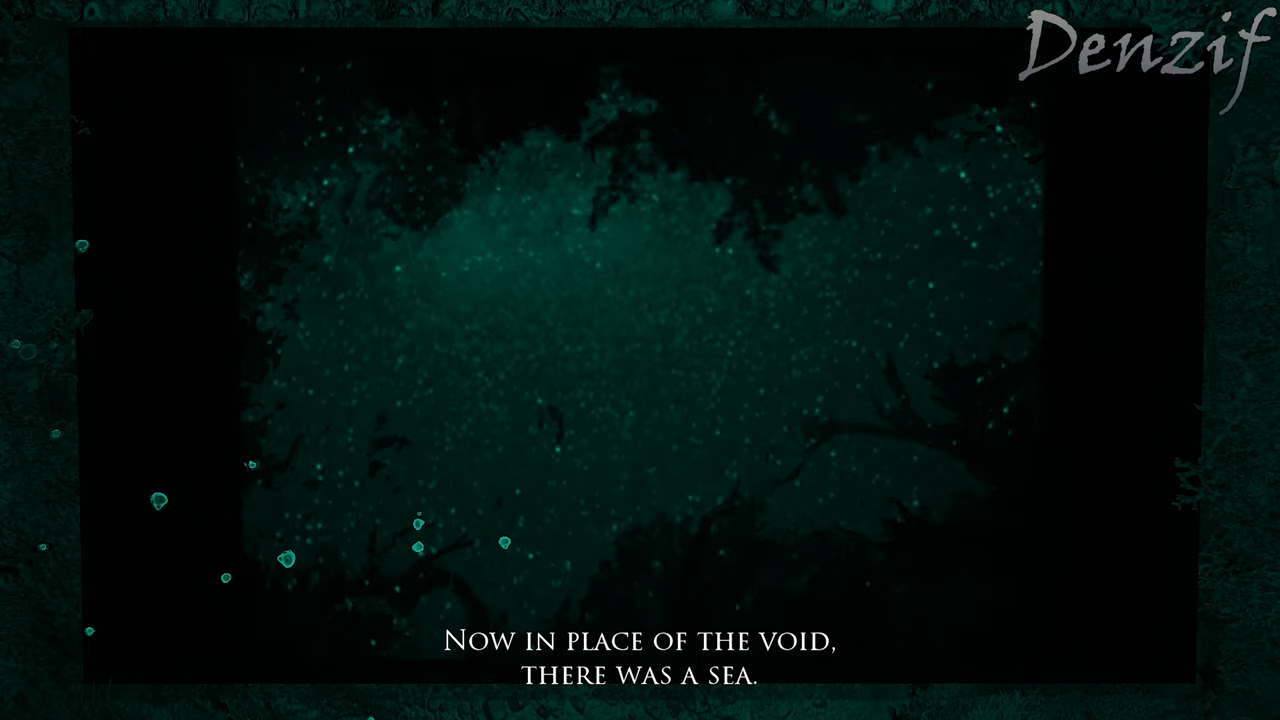 Denzif
Now in place of the void,
there was a sea.